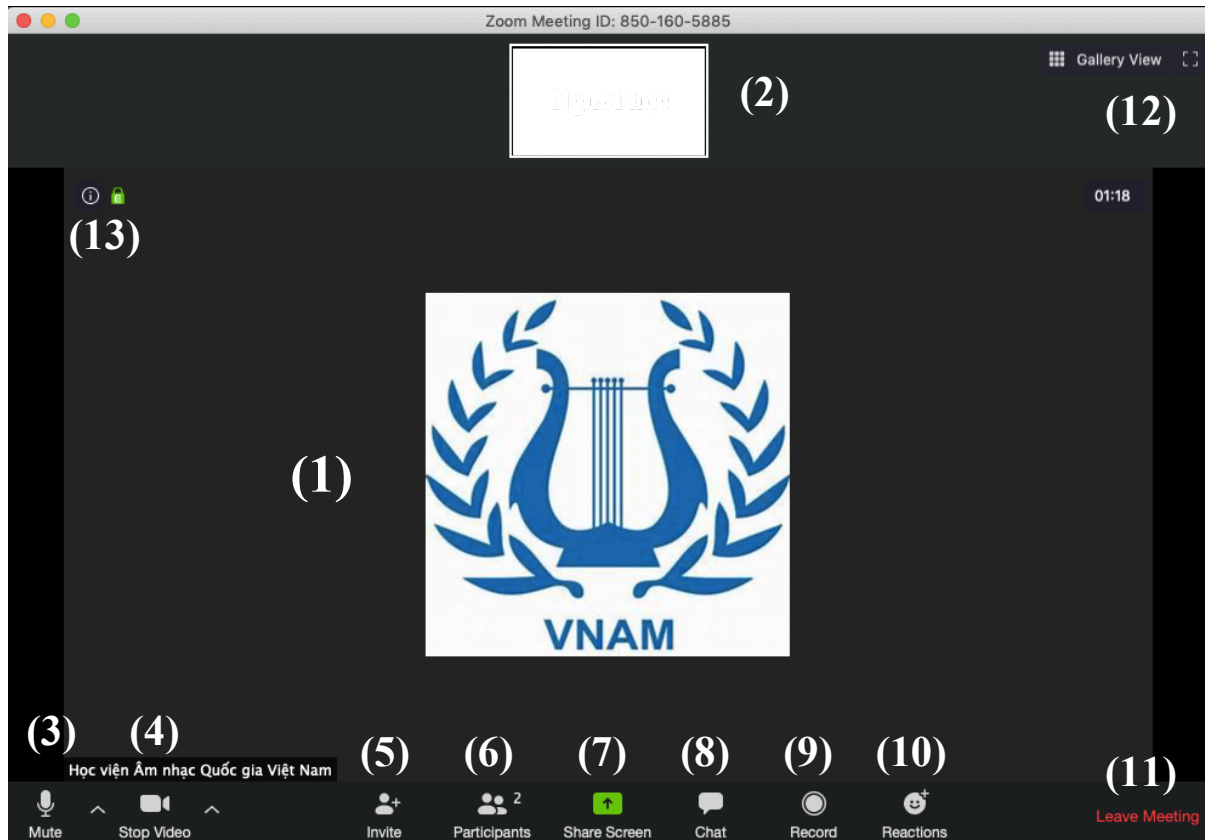 Zoom Meeting ID: 850-160-5885
Người học
(2)
Gallery View
(12)
01:18
(13)
(1)
VNAM
(3)
(4)
(5)
(6)
(7)
(8)
(9)
(10)
(11)
Học viện Âm nhạc Quốc gia Việt Nam
Mute
Stop Video
Invite
Participants 2
Share Screen
Chat
Record
Reactions
Leave Meeting